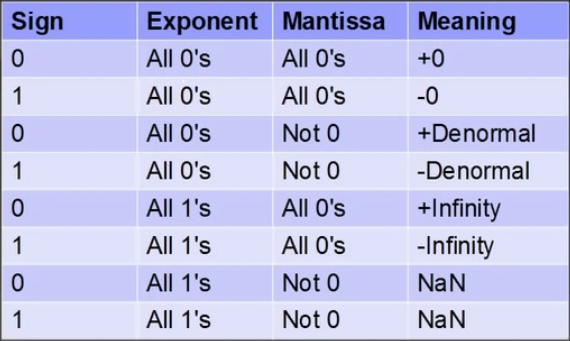 Sign Exponent Mantissa Meaning
0 All 0's All 0's +0
1 All 0's All 0's -0
0 All 0's Not 0 +Denormal
1 All 0's Not 0 -Denormal
0 All 1's All 0's +Infinity
1 All 1's All 0's -Infinity
0 All 1's Not 0 NaN
1 All 1's Not 0 NaN